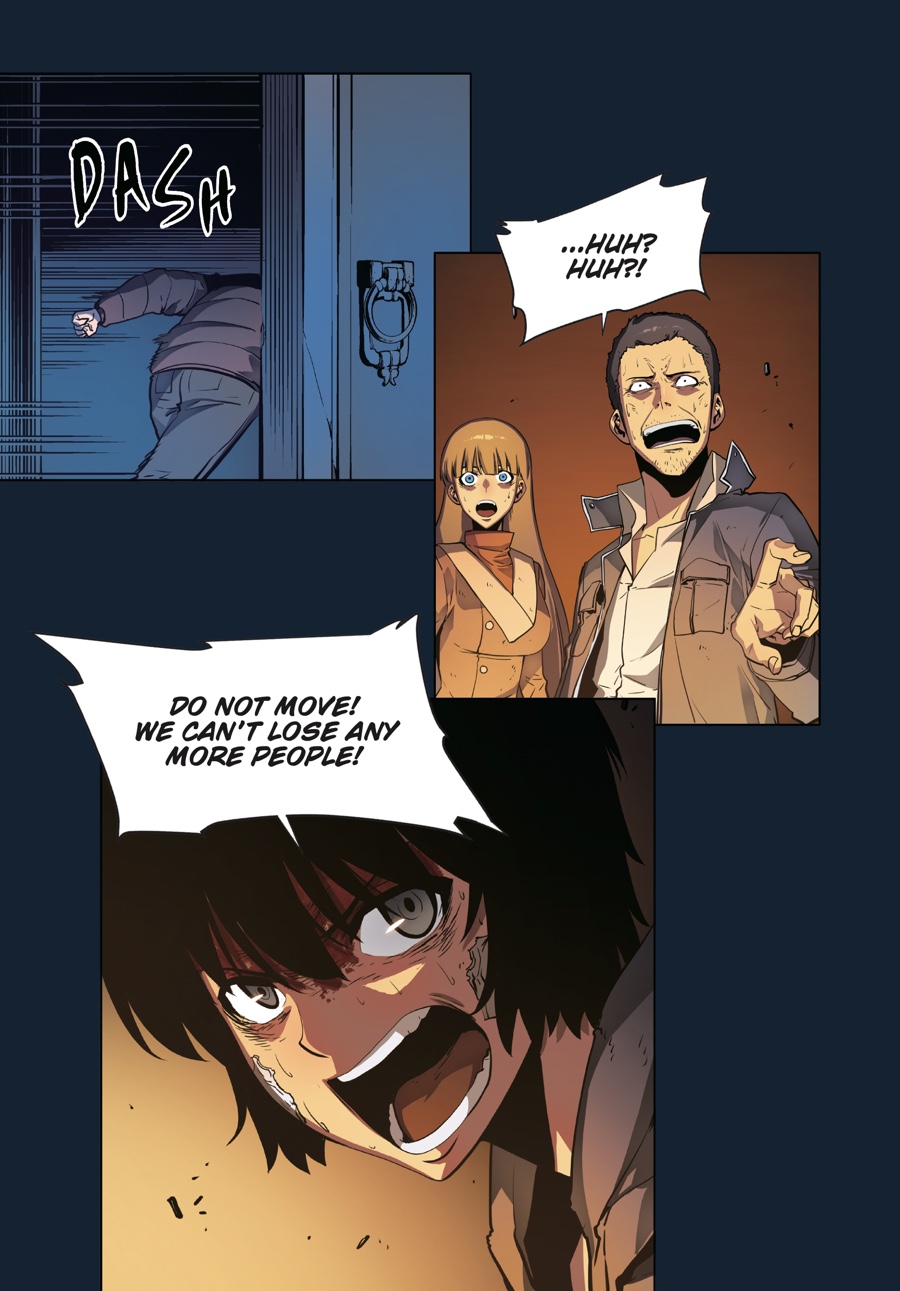 DASH
...HUH?
HUH?!
DO NOT MOVE!
WE CAN'T LOSE ANY
MORE PEOPLE!